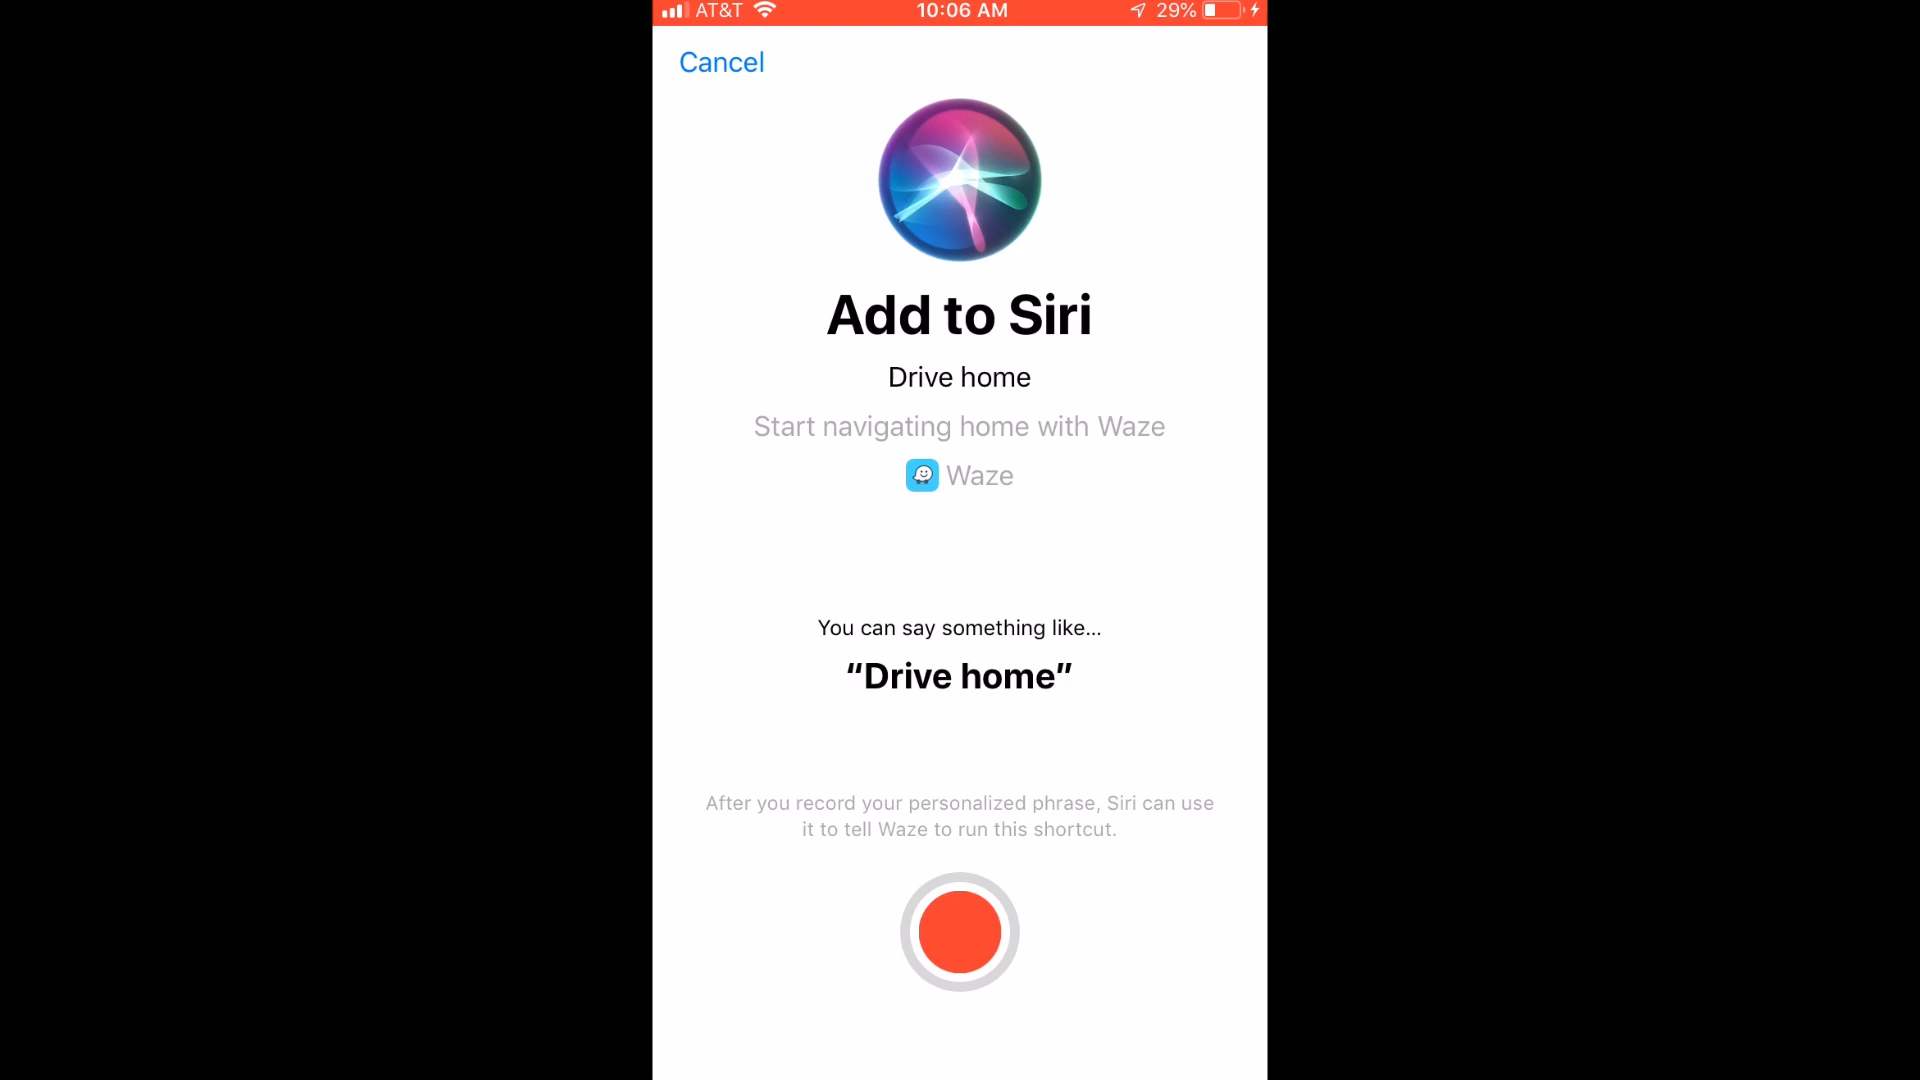 AT&T 10:06 AM 29%
Cancel
Add to Siri
Drive home
Start navigating home with Waze
Waze
You can say something like...
“Drive home”
After you record your personalized phrase, Siri can use
it to tell Waze to run this shortcut.